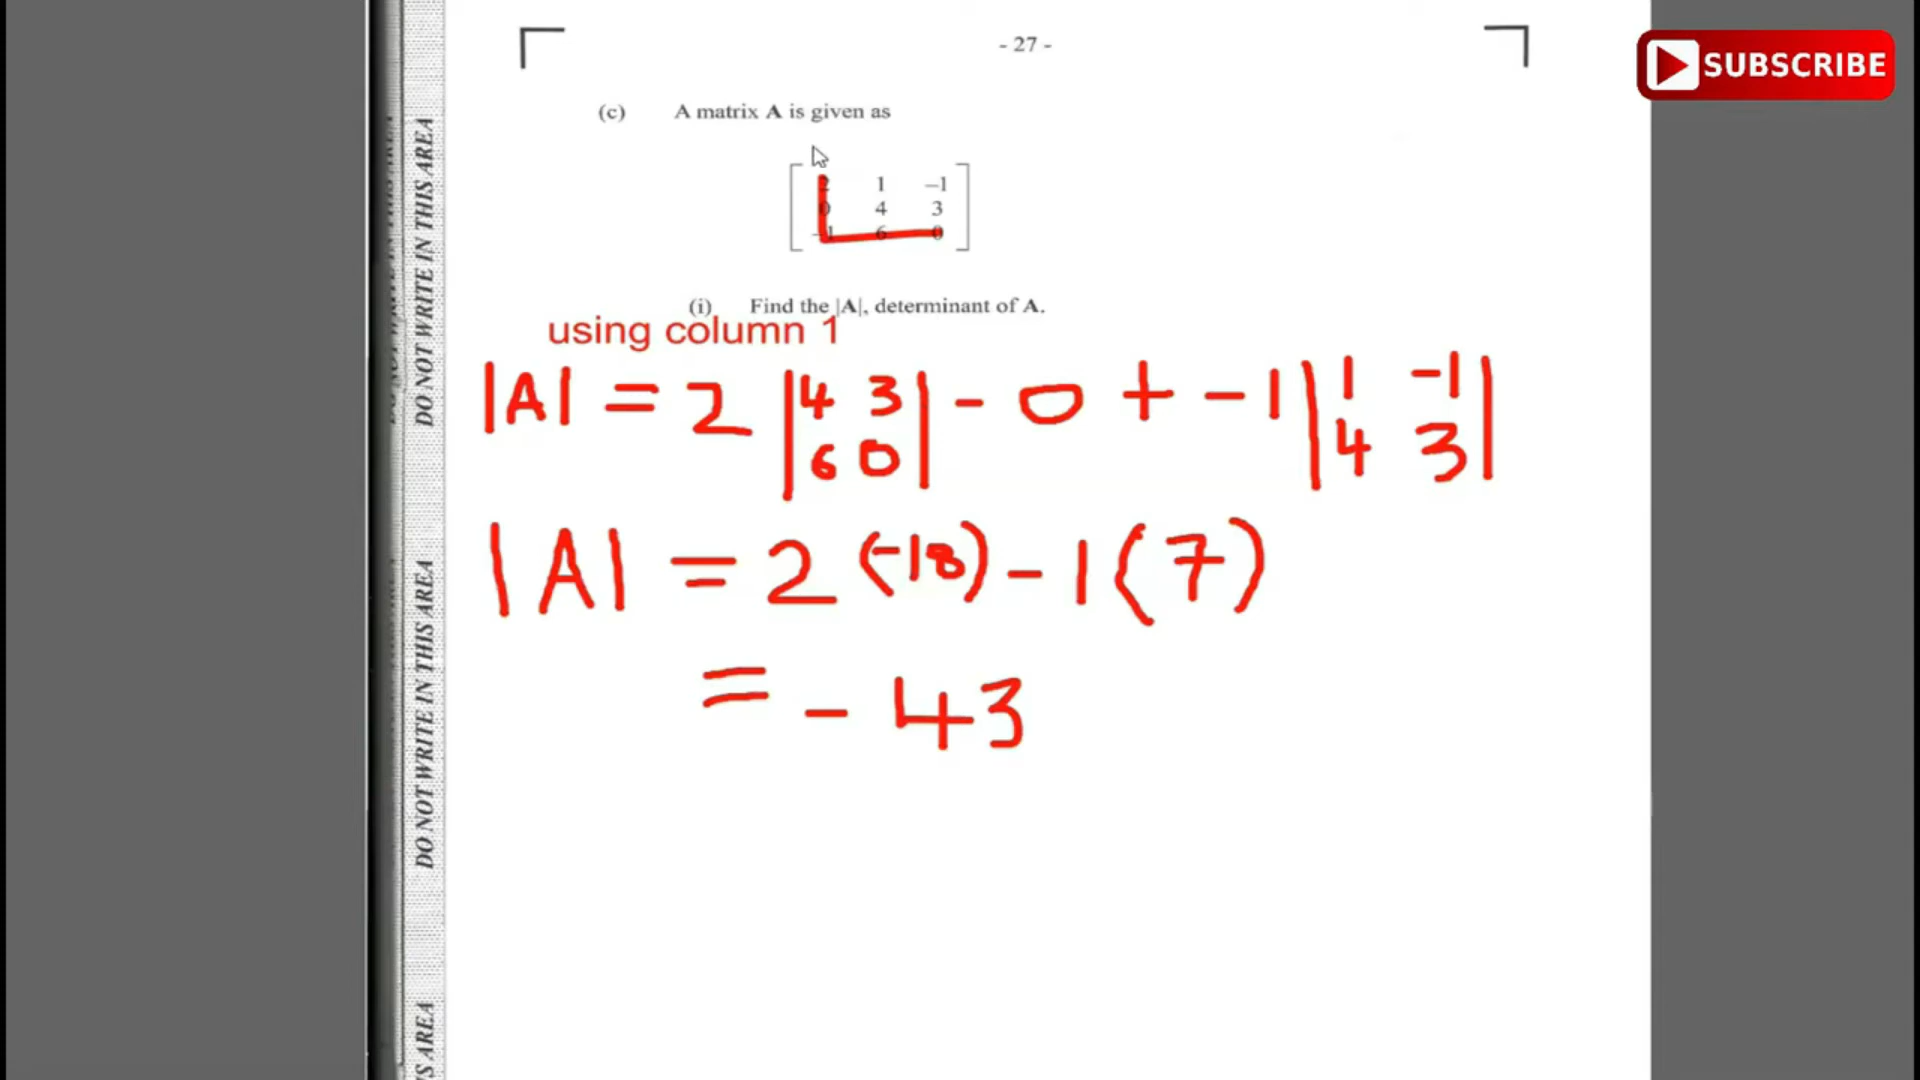 - 27 -
SUBSCRIBE
(c) A matrix A is given as
2 1 –1
0 4 3
–1 6 0
(i) Find the |A|, determinant of A.
using column 1
|A| = 2 |4 3| - 0 + -1 |1 -1|
|6 0| |4 3|
|A| = 2 (-18) - 1 (7)
= - 43
DO NOT WRITE IN THIS AREA
DO NOT WRITE IN THIS AREA
IS AREA